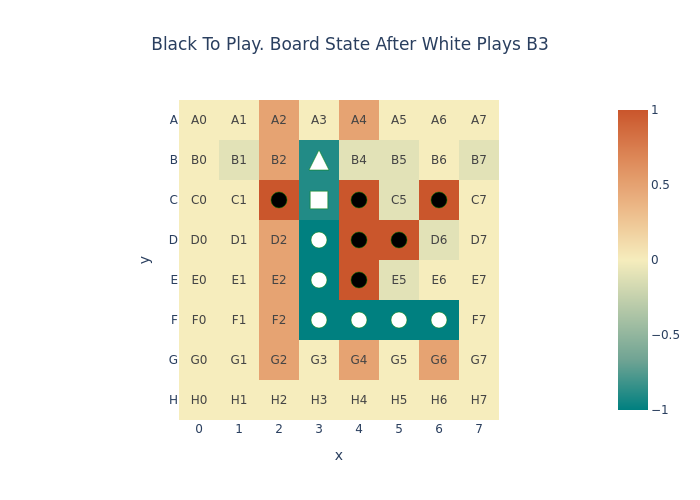 Black To Play. Board State After White Plays B3
A A0 A1 A2 A3 A4 A5 A6 A7 1
B B0 B1 B2 B4 B5 B6 B7
0.5
C C0 C1 C5 C7
D D0 D1 D2 D6 D7 0
y
E E0 E1 E2 E5 E6 E7
F F0 F1 F2 F7 −0.5
G G0 G1 G2 G3 G4 G5 G6 G7
H H0 H1 H2 H3 H4 H5 H6 H7 −1
0 1 2 3 4 5 6 7
x